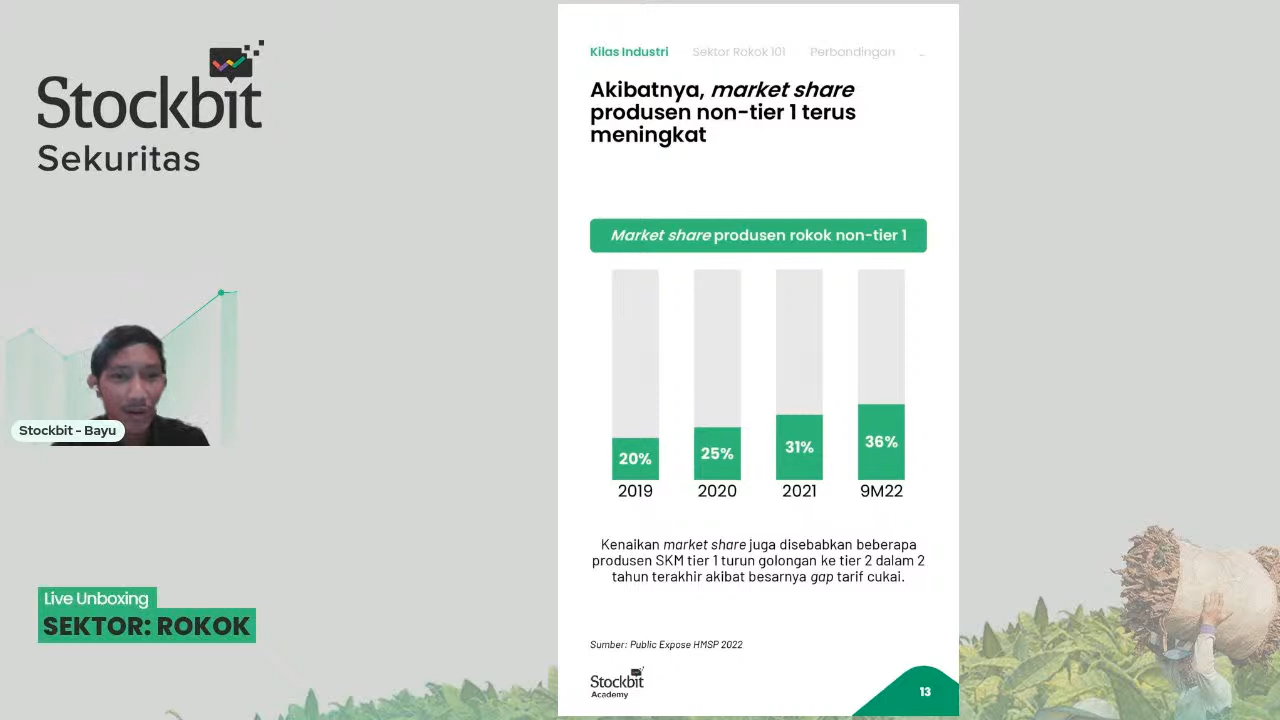 Stockbit
Sekuritas
Stockbit - Bayu
Live Unboxing
SEKTOR: ROKOK
Kilas Industri Sektor Rokok 101 Perbandingan ...
Akibatnya, market share
produsen non-tier 1 terus
meningkat
Market share produsen rokok non-tier 1
20% 25% 31% 36%
2019 2020 2021 9M22
Kenaikan market share juga disebabkan beberapa
produsen SKM tier 1 turun golongan ke tier 2 dalam 2
tahun terakhir akibat besarnya gap tarif cukai.
Sumber: Public Expose HMSP 2022
Stockbit
Academy
13